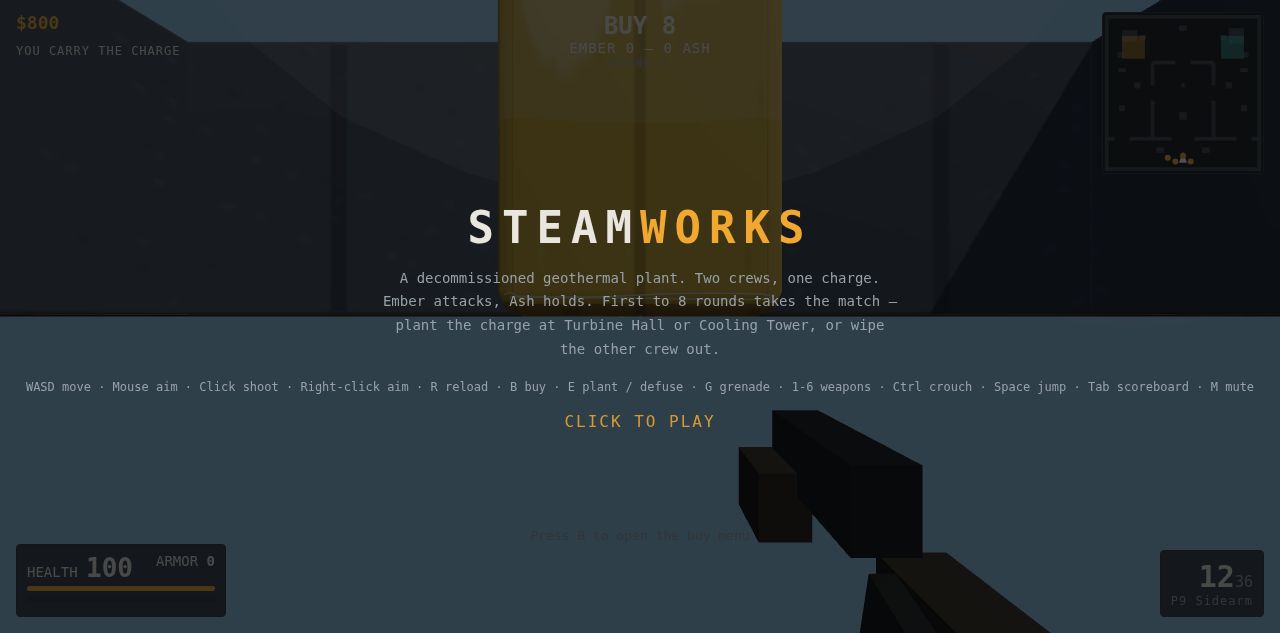 $800
YOU CARRY THE CHARGE
BUY 8
EMBER 0 — 0 ASH
STEAMWORKS
A decommissioned geothermal plant. Two crews, one charge.
Ember attacks, Ash holds. First to 8 rounds takes the match —
plant the charge at Turbine Hall or Cooling Tower, or wipe
the other crew out.
WASD move · Mouse aim · Click shoot · Right-click aim · R reload · B buy · E plant / defuse · G grenade · 1-6 weapons · Ctrl crouch · Space jump · Tab scoreboard · M mute
CLICK TO PLAY
Press B to open the buy menu
HEALTH 100 ARMOR 0
12 36
P9 Sidearm